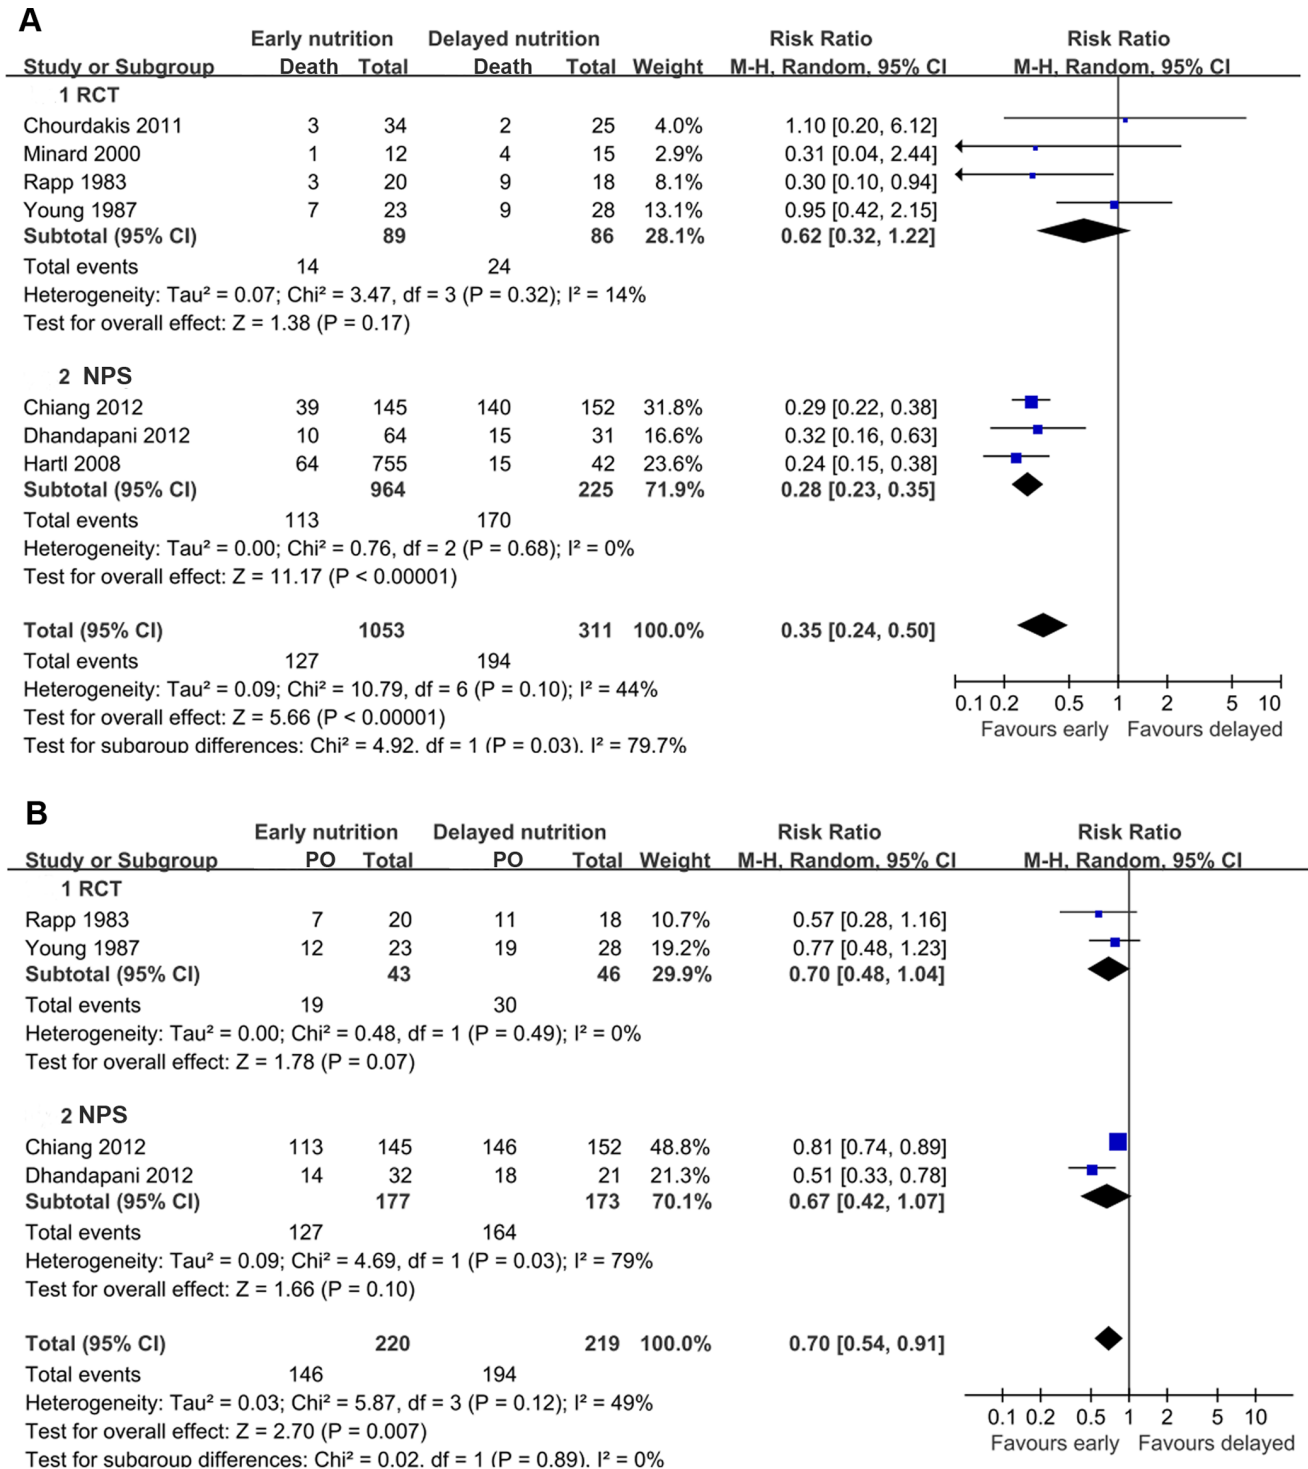 A
Early nutrition Delayed nutrition Risk Ratio Risk Ratio
Study or Subgroup Death Total Death Total Weight M-H, Random, 95% CI M-H, Random, 95% CI
1 RCT
Chourdakis 2011 3 34 2 25 4.0% 1.10 [0.20, 6.12]
Minard 2000 1 12 4 15 2.9% 0.31 [0.04, 2.44]
Rapp 1983 3 20 9 18 8.1% 0.30 [0.10, 0.94]
Young 1987 7 23 9 28 13.1% 0.95 [0.42, 2.15]
Subtotal (95% CI) 89 86 28.1% 0.62 [0.32, 1.22]
Total events 14 24
Heterogeneity: Tau² = 0.07; Chi² = 3.47, df = 3 (P = 0.32); I² = 14%
Test for overall effect: Z = 1.38 (P = 0.17)
2 NPS
Chiang 2012 39 145 140 152 31.8% 0.29 [0.22, 0.38]
Dhandapani 2012 10 64 15 31 16.6% 0.32 [0.16, 0.63]
Hartl 2008 64 755 15 42 23.6% 0.24 [0.15, 0.38]
Subtotal (95% CI) 964 225 71.9% 0.28 [0.23, 0.35]
Total events 113 170
Heterogeneity: Tau² = 0.00; Chi² = 0.76, df = 2 (P = 0.68); I² = 0%
Test for overall effect: Z = 11.17 (P < 0.00001)
Total (95% CI) 1053 311 100.0% 0.35 [0.24, 0.50]
Total events 127 194
Heterogeneity: Tau² = 0.09; Chi² = 10.79, df = 6 (P = 0.10); I² = 44%
Test for overall effect: Z = 5.66 (P < 0.00001)
Test for subgroup differences: Chi² = 4.92. df = 1 (P = 0.03). I² = 79.7%
0.1 0.2 0.5 1 2 5 10
Favours early Favours delayed
B
Early nutrition Delayed nutrition Risk Ratio Risk Ratio
Study or Subgroup PO Total PO Total Weight M-H, Random, 95% CI M-H, Random, 95% CI
1 RCT
Rapp 1983 7 20 11 18 10.7% 0.57 [0.28, 1.16]
Young 1987 12 23 19 28 19.2% 0.77 [0.48, 1.23]
Subtotal (95% CI) 43 46 29.9% 0.70 [0.48, 1.04]
Total events 19 30
Heterogeneity: Tau² = 0.00; Chi² = 0.48, df = 1 (P = 0.49); I² = 0%
Test for overall effect: Z = 1.78 (P = 0.07)
2 NPS
Chiang 2012 113 145 146 152 48.8% 0.81 [0.74, 0.89]
Dhandapani 2012 14 32 18 21 21.3% 0.51 [0.33, 0.78]
Subtotal (95% CI) 177 173 70.1% 0.67 [0.42, 1.07]
Total events 127 164
Heterogeneity: Tau² = 0.09; Chi² = 4.69, df = 1 (P = 0.03); I² = 79%
Test for overall effect: Z = 1.66 (P = 0.10)
Total (95% CI) 220 219 100.0% 0.70 [0.54, 0.91]
Total events 146 194
Heterogeneity: Tau² = 0.03; Chi² = 5.87, df = 3 (P = 0.12); I² = 49%
Test for overall effect: Z = 2.70 (P = 0.007)
Test for subgroup differences: Chi² = 0.02. df = 1 (P = 0.89). I² = 0%
0.1 0.2 0.5 1 2 5 10
Favours early Favours delayed